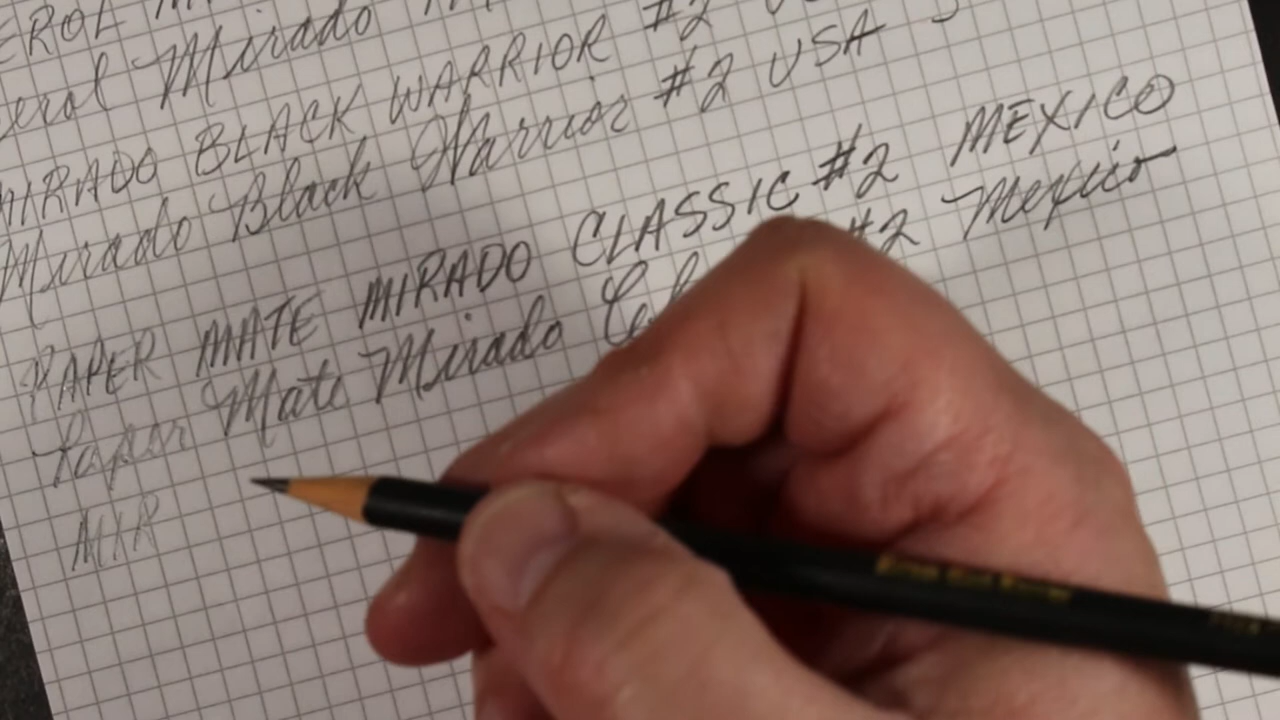 EROL
erol Mirado
MIRADO BLACK WARRIOR #2
Mirado Black Warrior #2 USA
PAPER MATE MIRADO CLASSIC #2 MEXICO
Paper Mate Mirado #2 Mexico
MIR